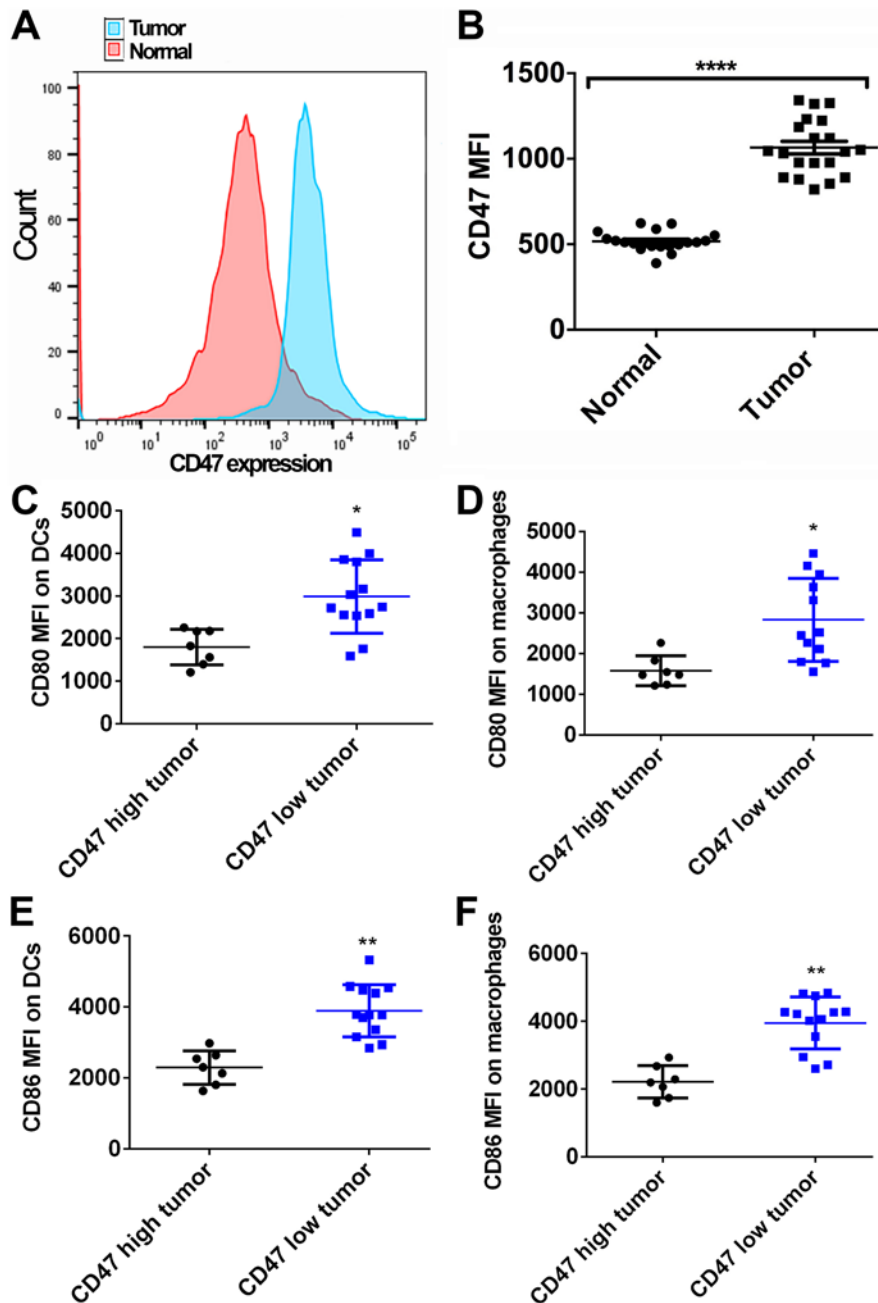 A
Tumor
Normal
Count
100
80
60
40
20
0
10^0 10^1 10^2 10^3 10^4 10^5
CD47 expression
B
****
CD47 MFI
1500
1000
500
0
Normal
Tumor
C
CD80 MFI on DCs
5000
4000
3000
2000
1000
0
*
CD47 high tumor
CD47 low tumor
D
CD80 MFI on macrophages
5000
4000
3000
2000
1000
0
*
CD47 high tumor
CD47 low tumor
E
CD86 MFI on DCs
6000
4000
2000
0
**
CD47 high tumor
CD47 low tumor
F
CD86 MFI on macrophages
6000
4000
2000
0
**
CD47 high tumor
CD47 low tumor